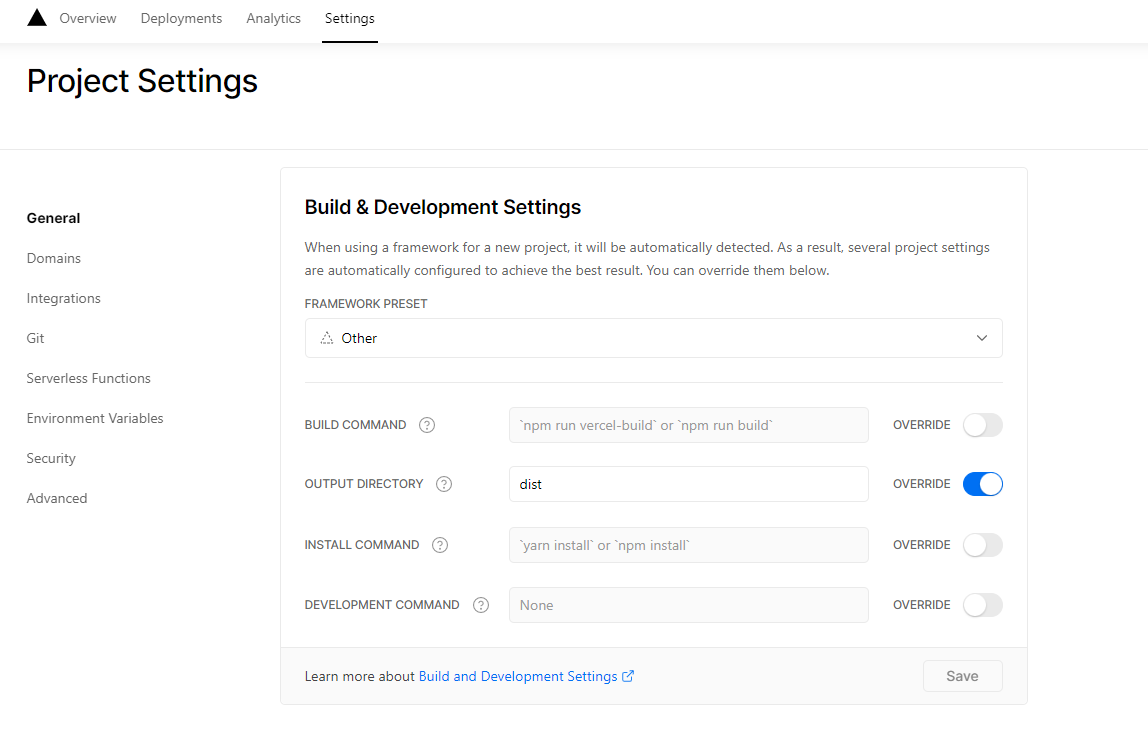 Overview Deployments Analytics Settings
Project Settings
General
Domains
Integrations
Git
Serverless Functions
Environment Variables
Security
Advanced
Build & Development Settings
When using a framework for a new project, it will be automatically detected. As a result, several project settings
are automatically configured to achieve the best result. You can override them below.
FRAMEWORK PRESET
Other
BUILD COMMAND ? `npm run vercel-build` or `npm run build` OVERRIDE
OUTPUT DIRECTORY ? dist OVERRIDE
INSTALL COMMAND ? `yarn install` or `npm install` OVERRIDE
DEVELOPMENT COMMAND ? None OVERRIDE
Learn more about Build and Development Settings Save